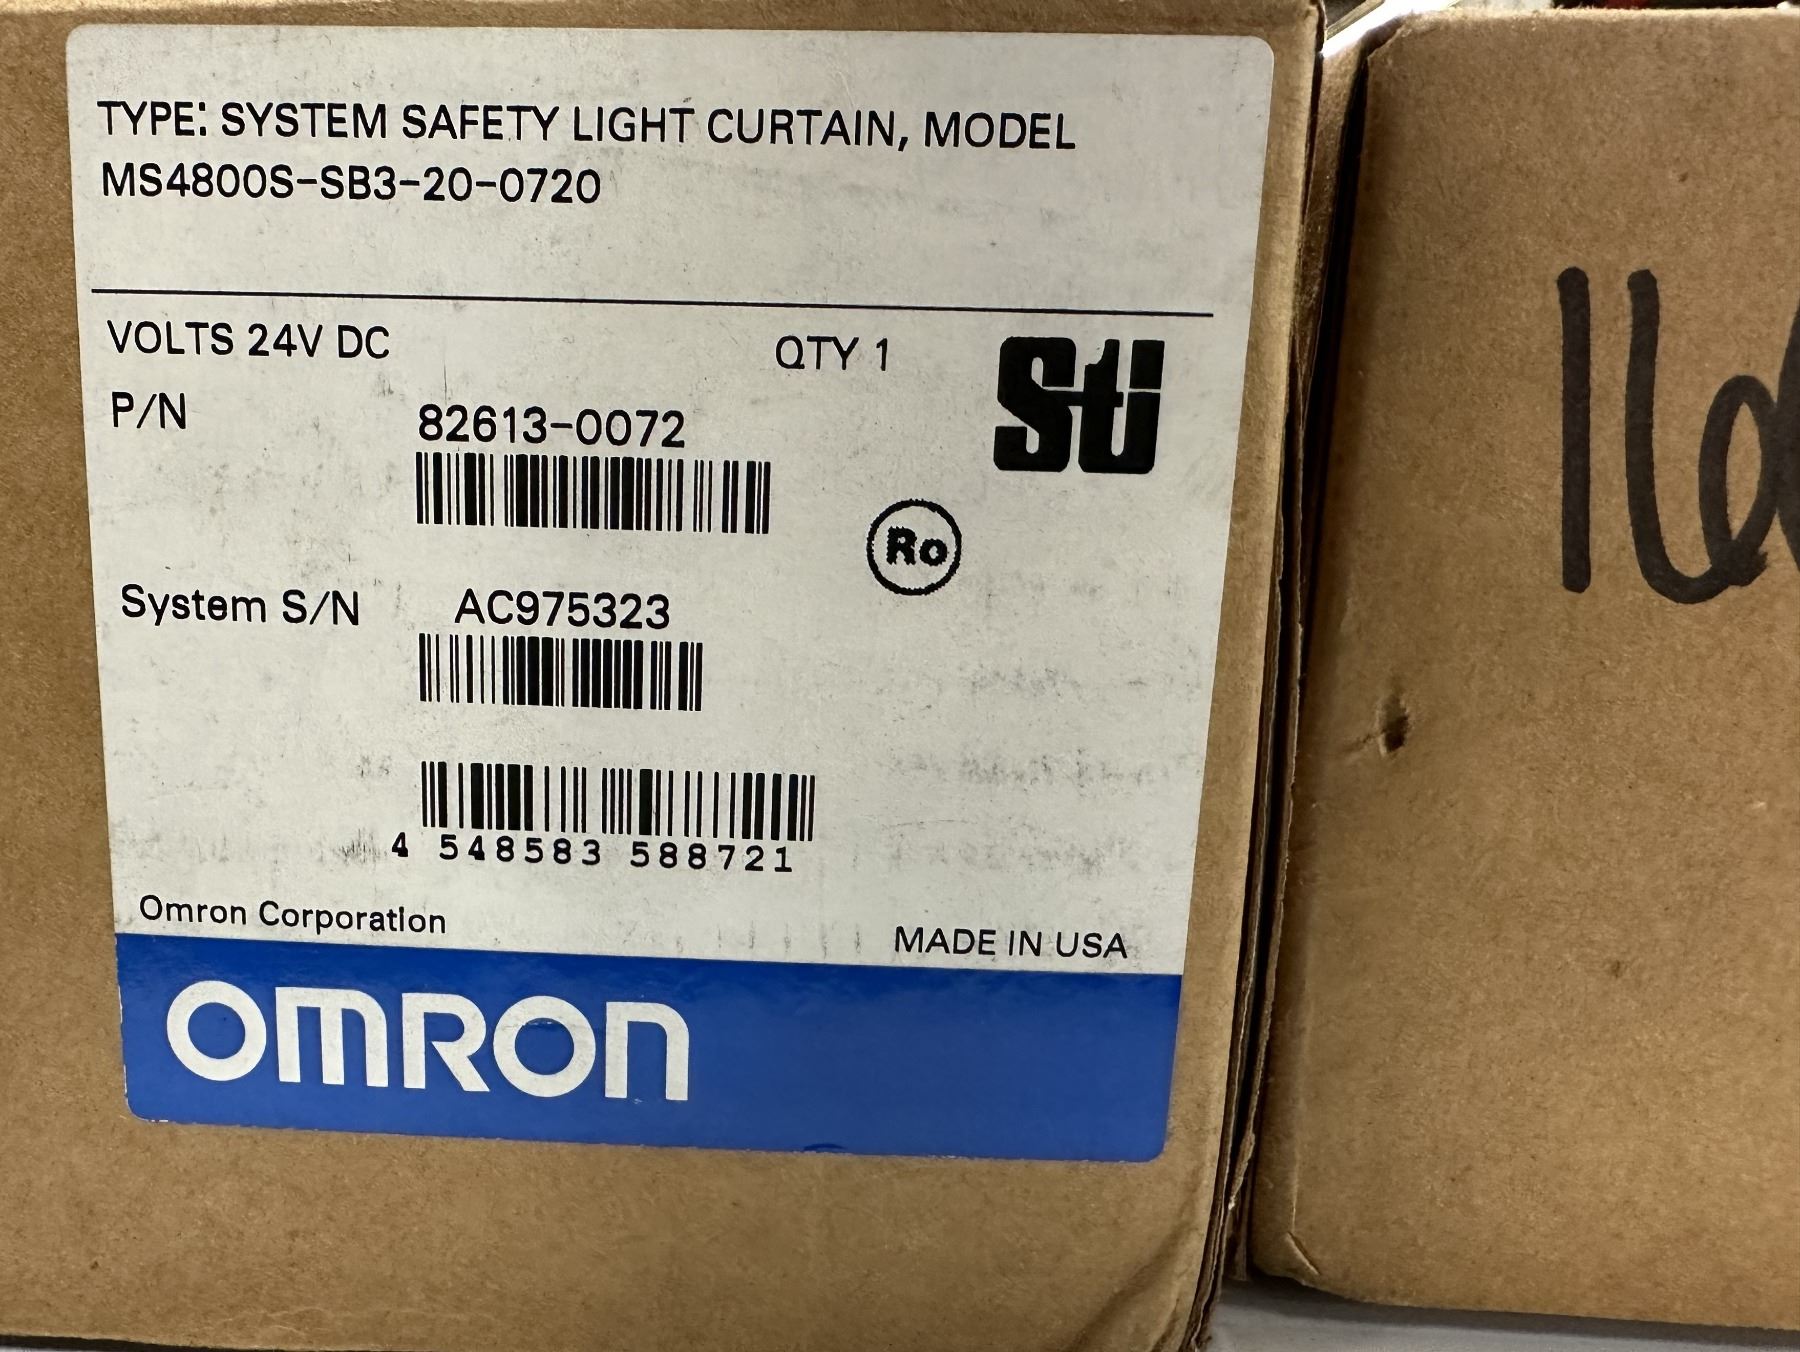 TYPE: SYSTEM SAFETY LIGHT CURTAIN, MODEL
MS4800S-SB3-20-0720
VOLTS 24V DC
QTY 1
Sti
P/N
82613-0072
Ro
System S/N
AC975323
4 548583 588721
Omron Corporation
MADE IN USA
OMRON